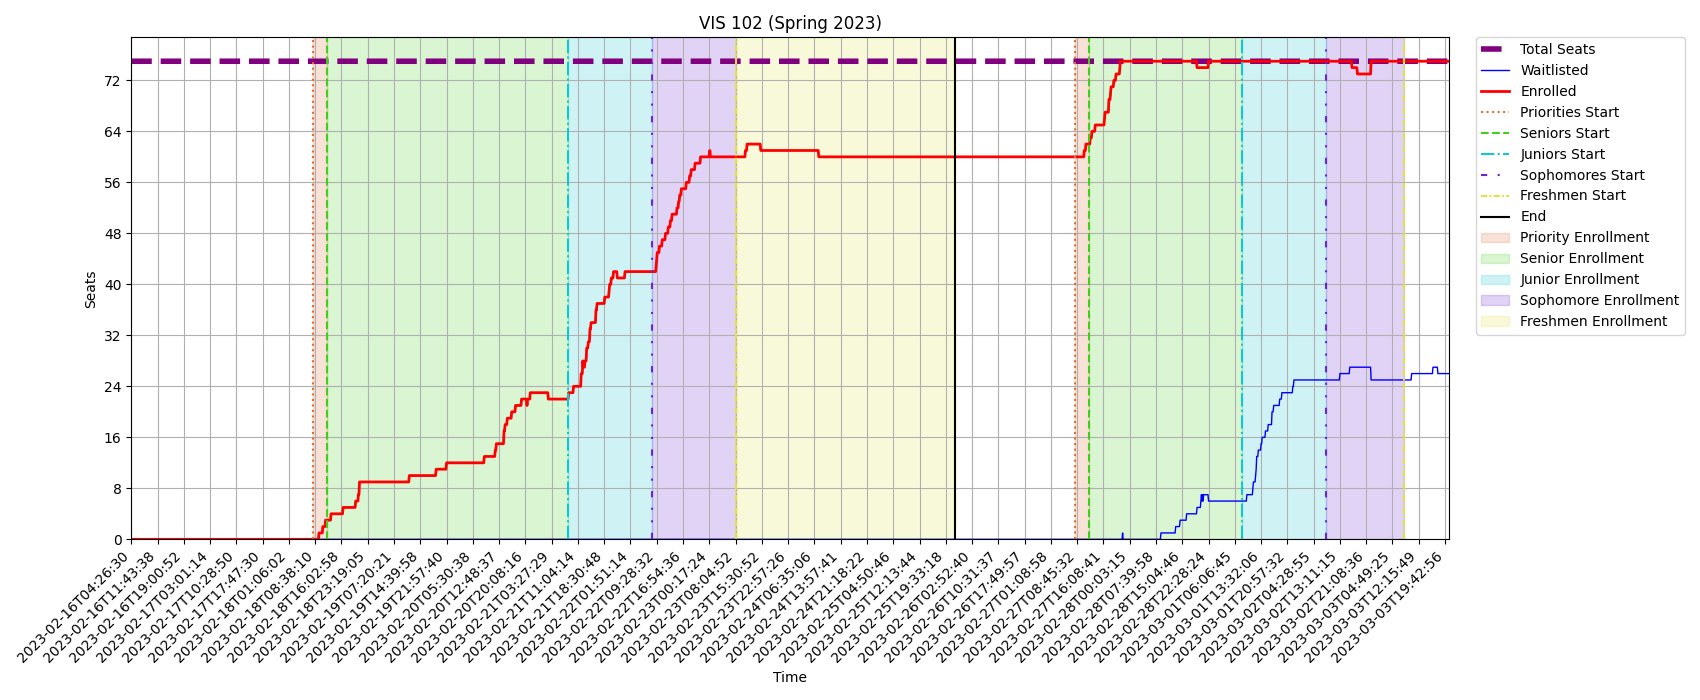 VIS 102 (Spring 2023)
Seats
72
64
56
48
40
32
24
16
8
0
2023-02-16T04:26:30
2023-02-16T11:43:38
2023-02-16T19:00:52
2023-02-17T03:01:14
2023-02-17T10:28:50
2023-02-17T17:47:30
2023-02-18T01:06:02
2023-02-18T08:38:10
2023-02-18T16:02:58
2023-02-18T23:19:05
2023-02-19T07:20:21
2023-02-19T14:39:58
2023-02-19T21:57:40
2023-02-20T05:30:38
2023-02-20T12:48:37
2023-02-20T20:08:16
2023-02-21T03:27:29
2023-02-21T11:04:14
2023-02-21T18:30:48
2023-02-22T01:51:14
2023-02-22T09:28:32
2023-02-22T16:54:36
2023-02-23T00:17:24
2023-02-23T08:04:52
2023-02-23T15:30:52
2023-02-23T22:57:26
2023-02-24T06:35:06
2023-02-24T13:57:41
2023-02-24T21:18:22
2023-02-25T04:50:46
2023-02-25T12:13:44
2023-02-25T19:33:18
2023-02-26T02:52:40
2023-02-26T10:31:37
2023-02-26T17:49:57
2023-02-27T01:08:58
2023-02-27T08:45:32
2023-02-27T16:08:41
2023-02-28T00:03:15
2023-02-28T07:39:58
2023-02-28T15:04:46
2023-02-28T22:28:24
2023-03-01T06:06:45
2023-03-01T13:32:06
2023-03-01T20:57:32
2023-03-02T04:28:55
2023-03-02T13:11:15
2023-03-02T21:08:36
2023-03-03T04:49:25
2023-03-03T12:15:49
2023-03-03T19:42:56
Time
Total Seats
Waitlisted
Enrolled
Priorities Start
Seniors Start
Juniors Start
Sophomores Start
Freshmen Start
End
Priority Enrollment
Senior Enrollment
Junior Enrollment
Sophomore Enrollment
Freshmen Enrollment